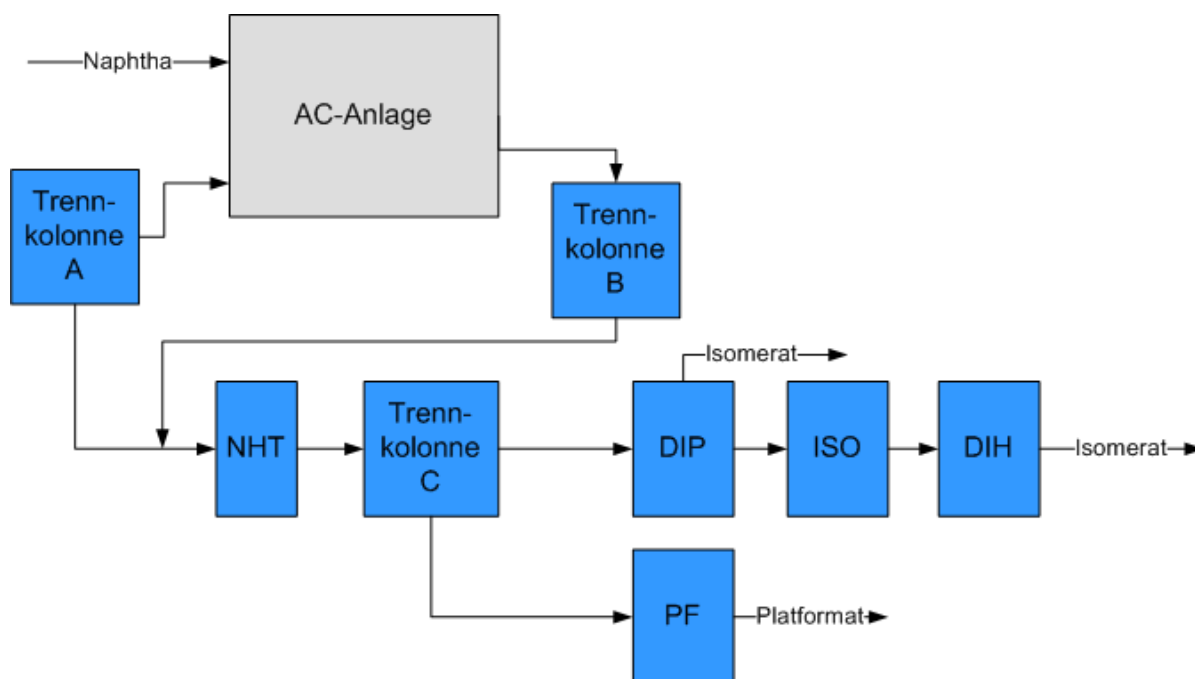 Naphtha
AC-Anlage
Trenn-
kolonne
A
Trenn-
kolonne
B
Isomerat
NHT
Trenn-
kolonne
C
DIP
ISO
DIH
Isomerat
PF
Platformat